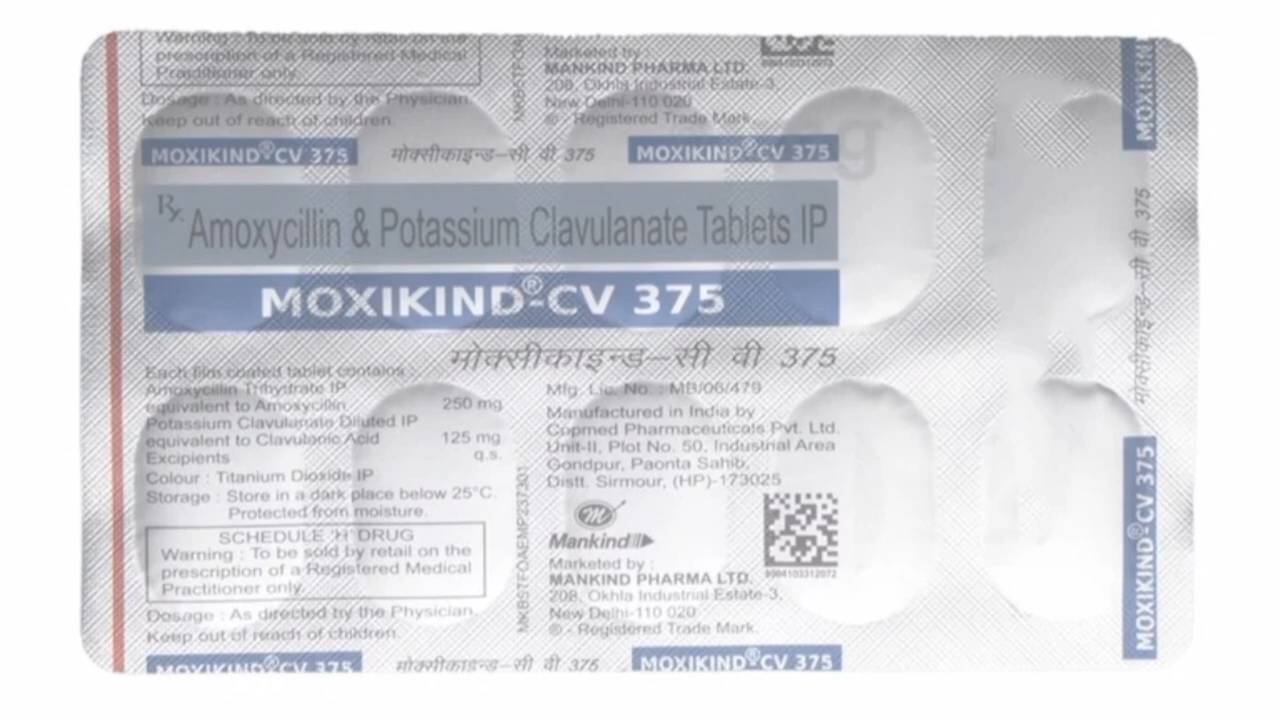 Warning : To be sold by retail on the
prescription of a Registered Medical
Practitioner only.
Dosage : As directed by the Physician.
Keep out of reach of children.
Marketed by :
MANKIND PHARMA LTD.
208, Okhla Industrial Estate-3,
New Delhi-110 020
® - Registered Trade Mark.
9904103312072
MOXIKIND®-CV 375
मोक्सीकाइन्ड–सी वी 375
MOXIKIND®-CV 375
Rx Amoxycillin & Potassium Clavulanate Tablets IP
MOXIKIND®-CV 375
मोक्सीकाइन्ड–सी वी 375
Each film coated tablet contains :
Amoxycillin Trihydrate IP
equivalent to Amoxycillin 250 mg
Potassium Clavulanate Diluted IP
equivalent to Clavulanic Acid 125 mg
Excipients q.s.
Colour : Titanium Dioxide IP
Storage : Store in a dark place below 25°C.
Protected from moisture.
SCHEDULE 'H' DRUG
Warning : To be sold by retail on the
prescription of a Registered Medical
Practitioner only.
Dosage : As directed by the Physician.
Keep out of reach of children.
Mfg. Lic. No. : MB/06/479
Manufactured in India by :
Copmed Pharmaceuticals Pvt. Ltd.
Unit-II, Plot No. 50, Industrial Area
Gondpur, Paonta Sahib,
Distt. Sirmour, (HP)-173025
Mankind
Marketed by :
MANKIND PHARMA LTD.
208, Okhla Industrial Estate-3,
New Delhi-110 020
® - Registered Trade Mark.
9904103312072
MOXIKIND®-CV 375
मोक्सीकाइन्ड–सी वी 375
MOXIKIND®-CV 375
MOXIKIND
मोक्सीकाइन्ड–सी वी 375
MOXIKIND®-CV 375